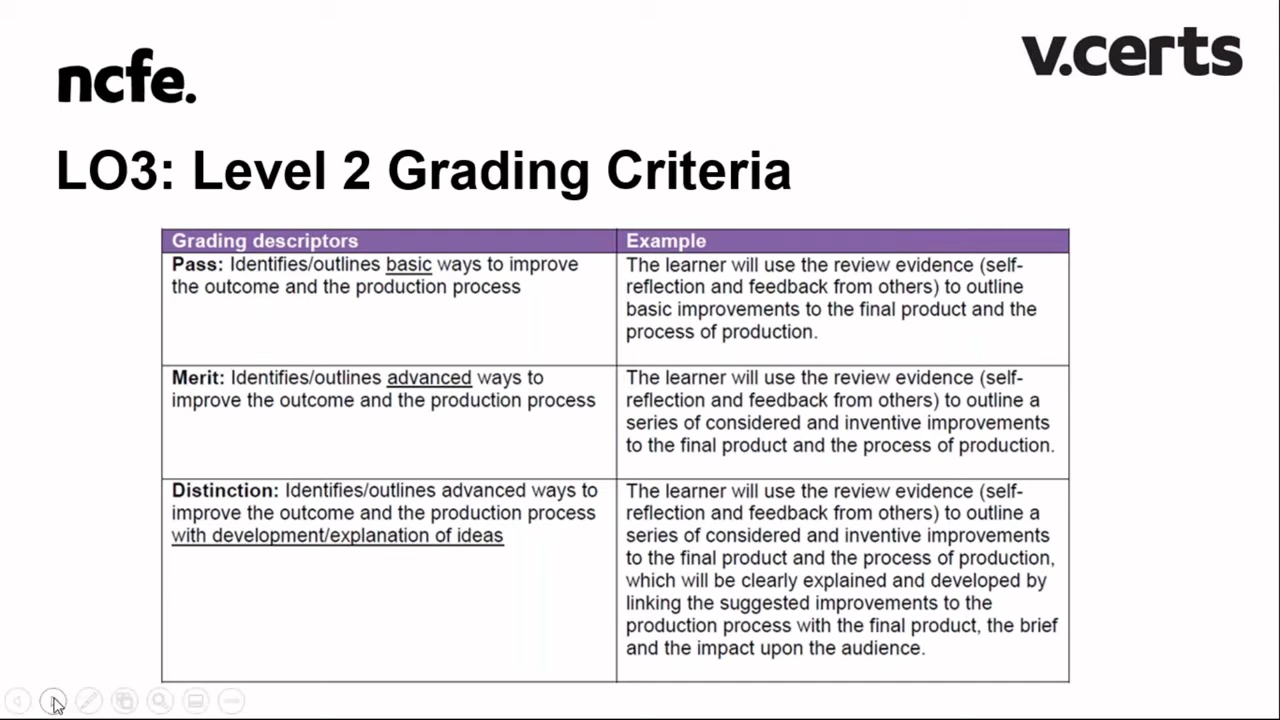 ncfe.
v.certs
LO3: Level 2 Grading Criteria
Grading descriptors
Example
Pass: Identifies/outlines basic ways to improve
the outcome and the production process
The learner will use the review evidence (self-
reflection and feedback from others) to outline
basic improvements to the final product and the
process of production.
Merit: Identifies/outlines advanced ways to
improve the outcome and the production process
The learner will use the review evidence (self-
reflection and feedback from others) to outline a
series of considered and inventive improvements
to the final product and the process of production.
Distinction: Identifies/outlines advanced ways to
improve the outcome and the production process
with development/explanation of ideas
The learner will use the review evidence (self-
reflection and feedback from others) to outline a
series of considered and inventive improvements
to the final product and the process of production,
which will be clearly explained and developed by
linking the suggested improvements to the
production process with the final product, the brief
and the impact upon the audience.